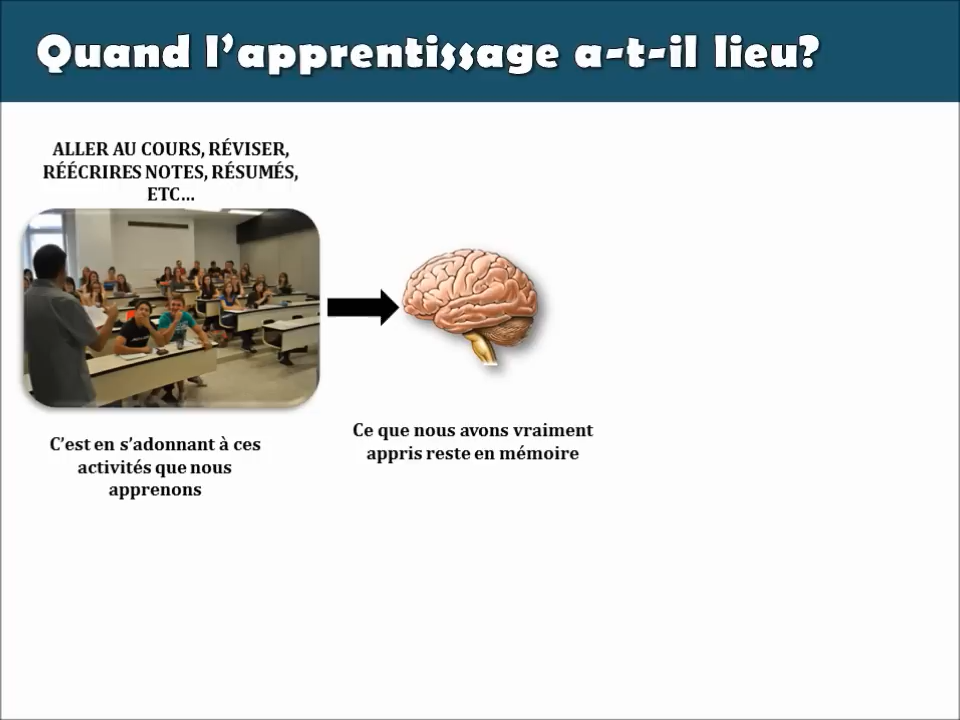 Quand l’apprentissage a-t-il lieu?
ALLER AU COURS, RÉVISER,
RÉÉCRIRES NOTES, RÉSUMÉS,
ETC…
C’est en s’adonnant à ces
activités que nous
apprenons
Ce que nous avons vraiment
appris reste en mémoire